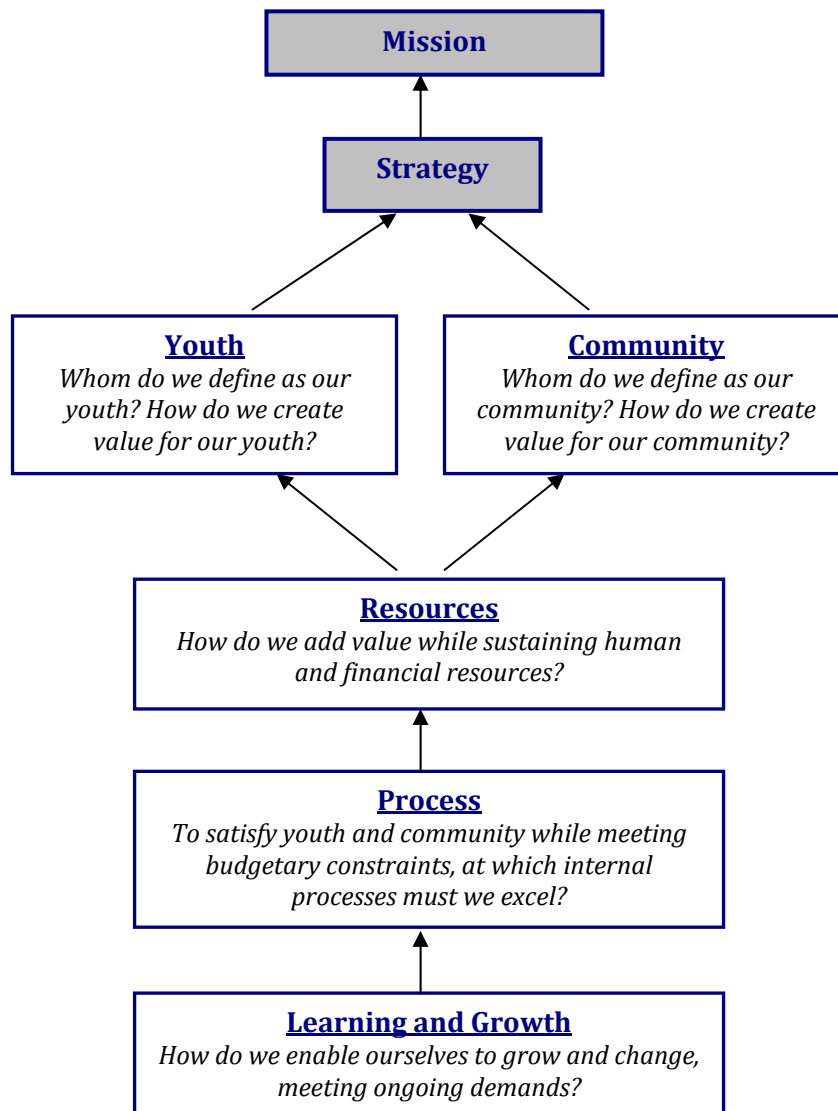 Mission
Strategy
Youth
Whom do we define as our
youth? How do we create
value for our youth?
Community
Whom do we define as our
community? How do we create
value for our community?
Resources
How do we add value while sustaining human
and financial resources?
Process
To satisfy youth and community while meeting
budgetary constraints, at which internal
processes must we excel?
Learning and Growth
How do we enable ourselves to grow and change,
meeting ongoing demands?